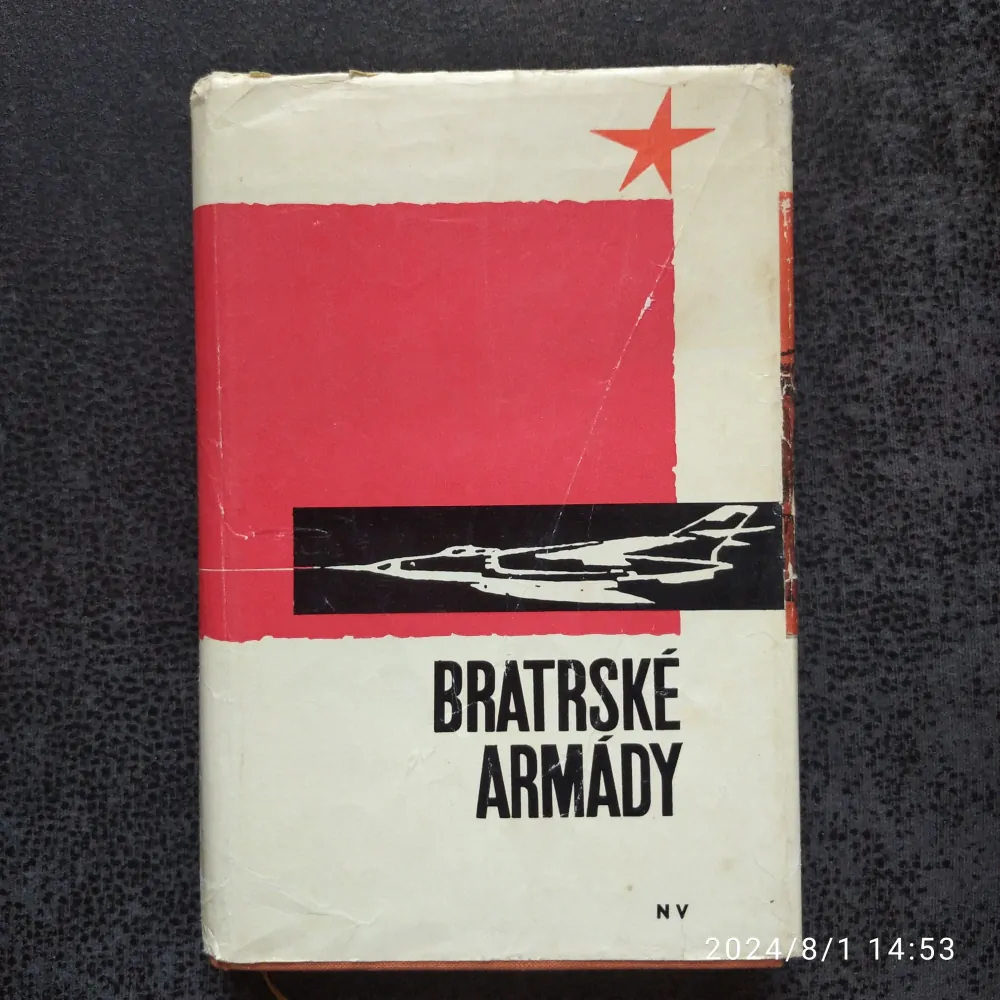 BRATRSKÉ
ARMÁDY
NV
2024/8/1 14:53